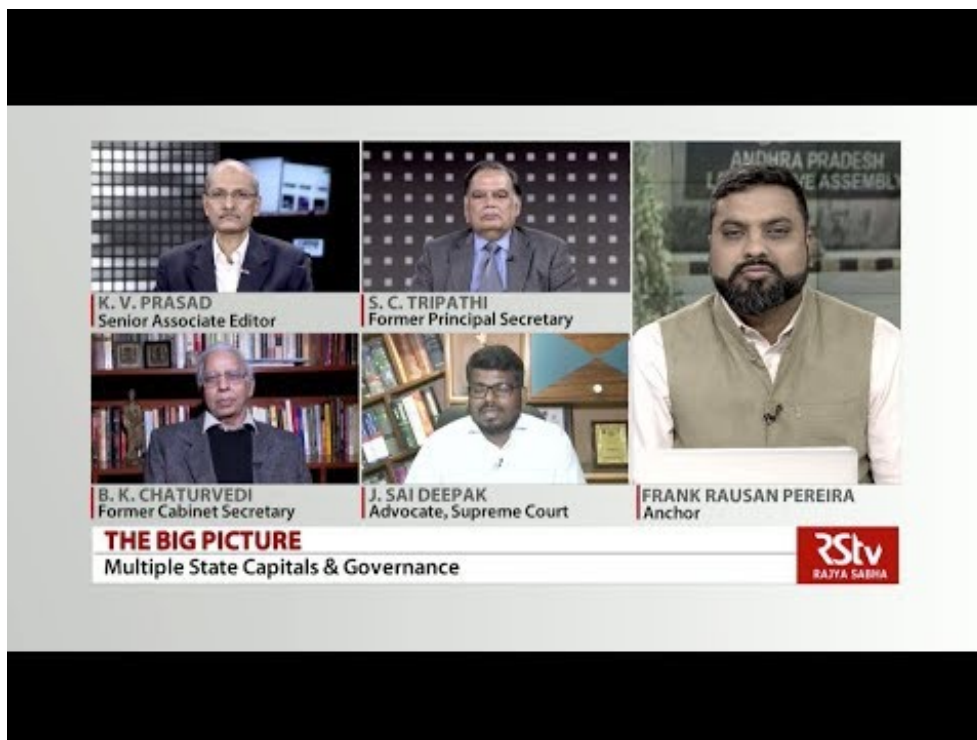 ANDHRA PRADESH
K. V. PRASAD
Senior Associate Editor
S. C. TRIPATHI
Former Principal Secretary
B. K. CHATURVEDI
Former Cabinet Secretary
J. SAI DEEPAK
Advocate, Supreme Court
FRANK RAUSAN PEREIRA
Anchor
THE BIG PICTURE
Multiple State Capitals & Governance
RStv
RAJYA SABHA